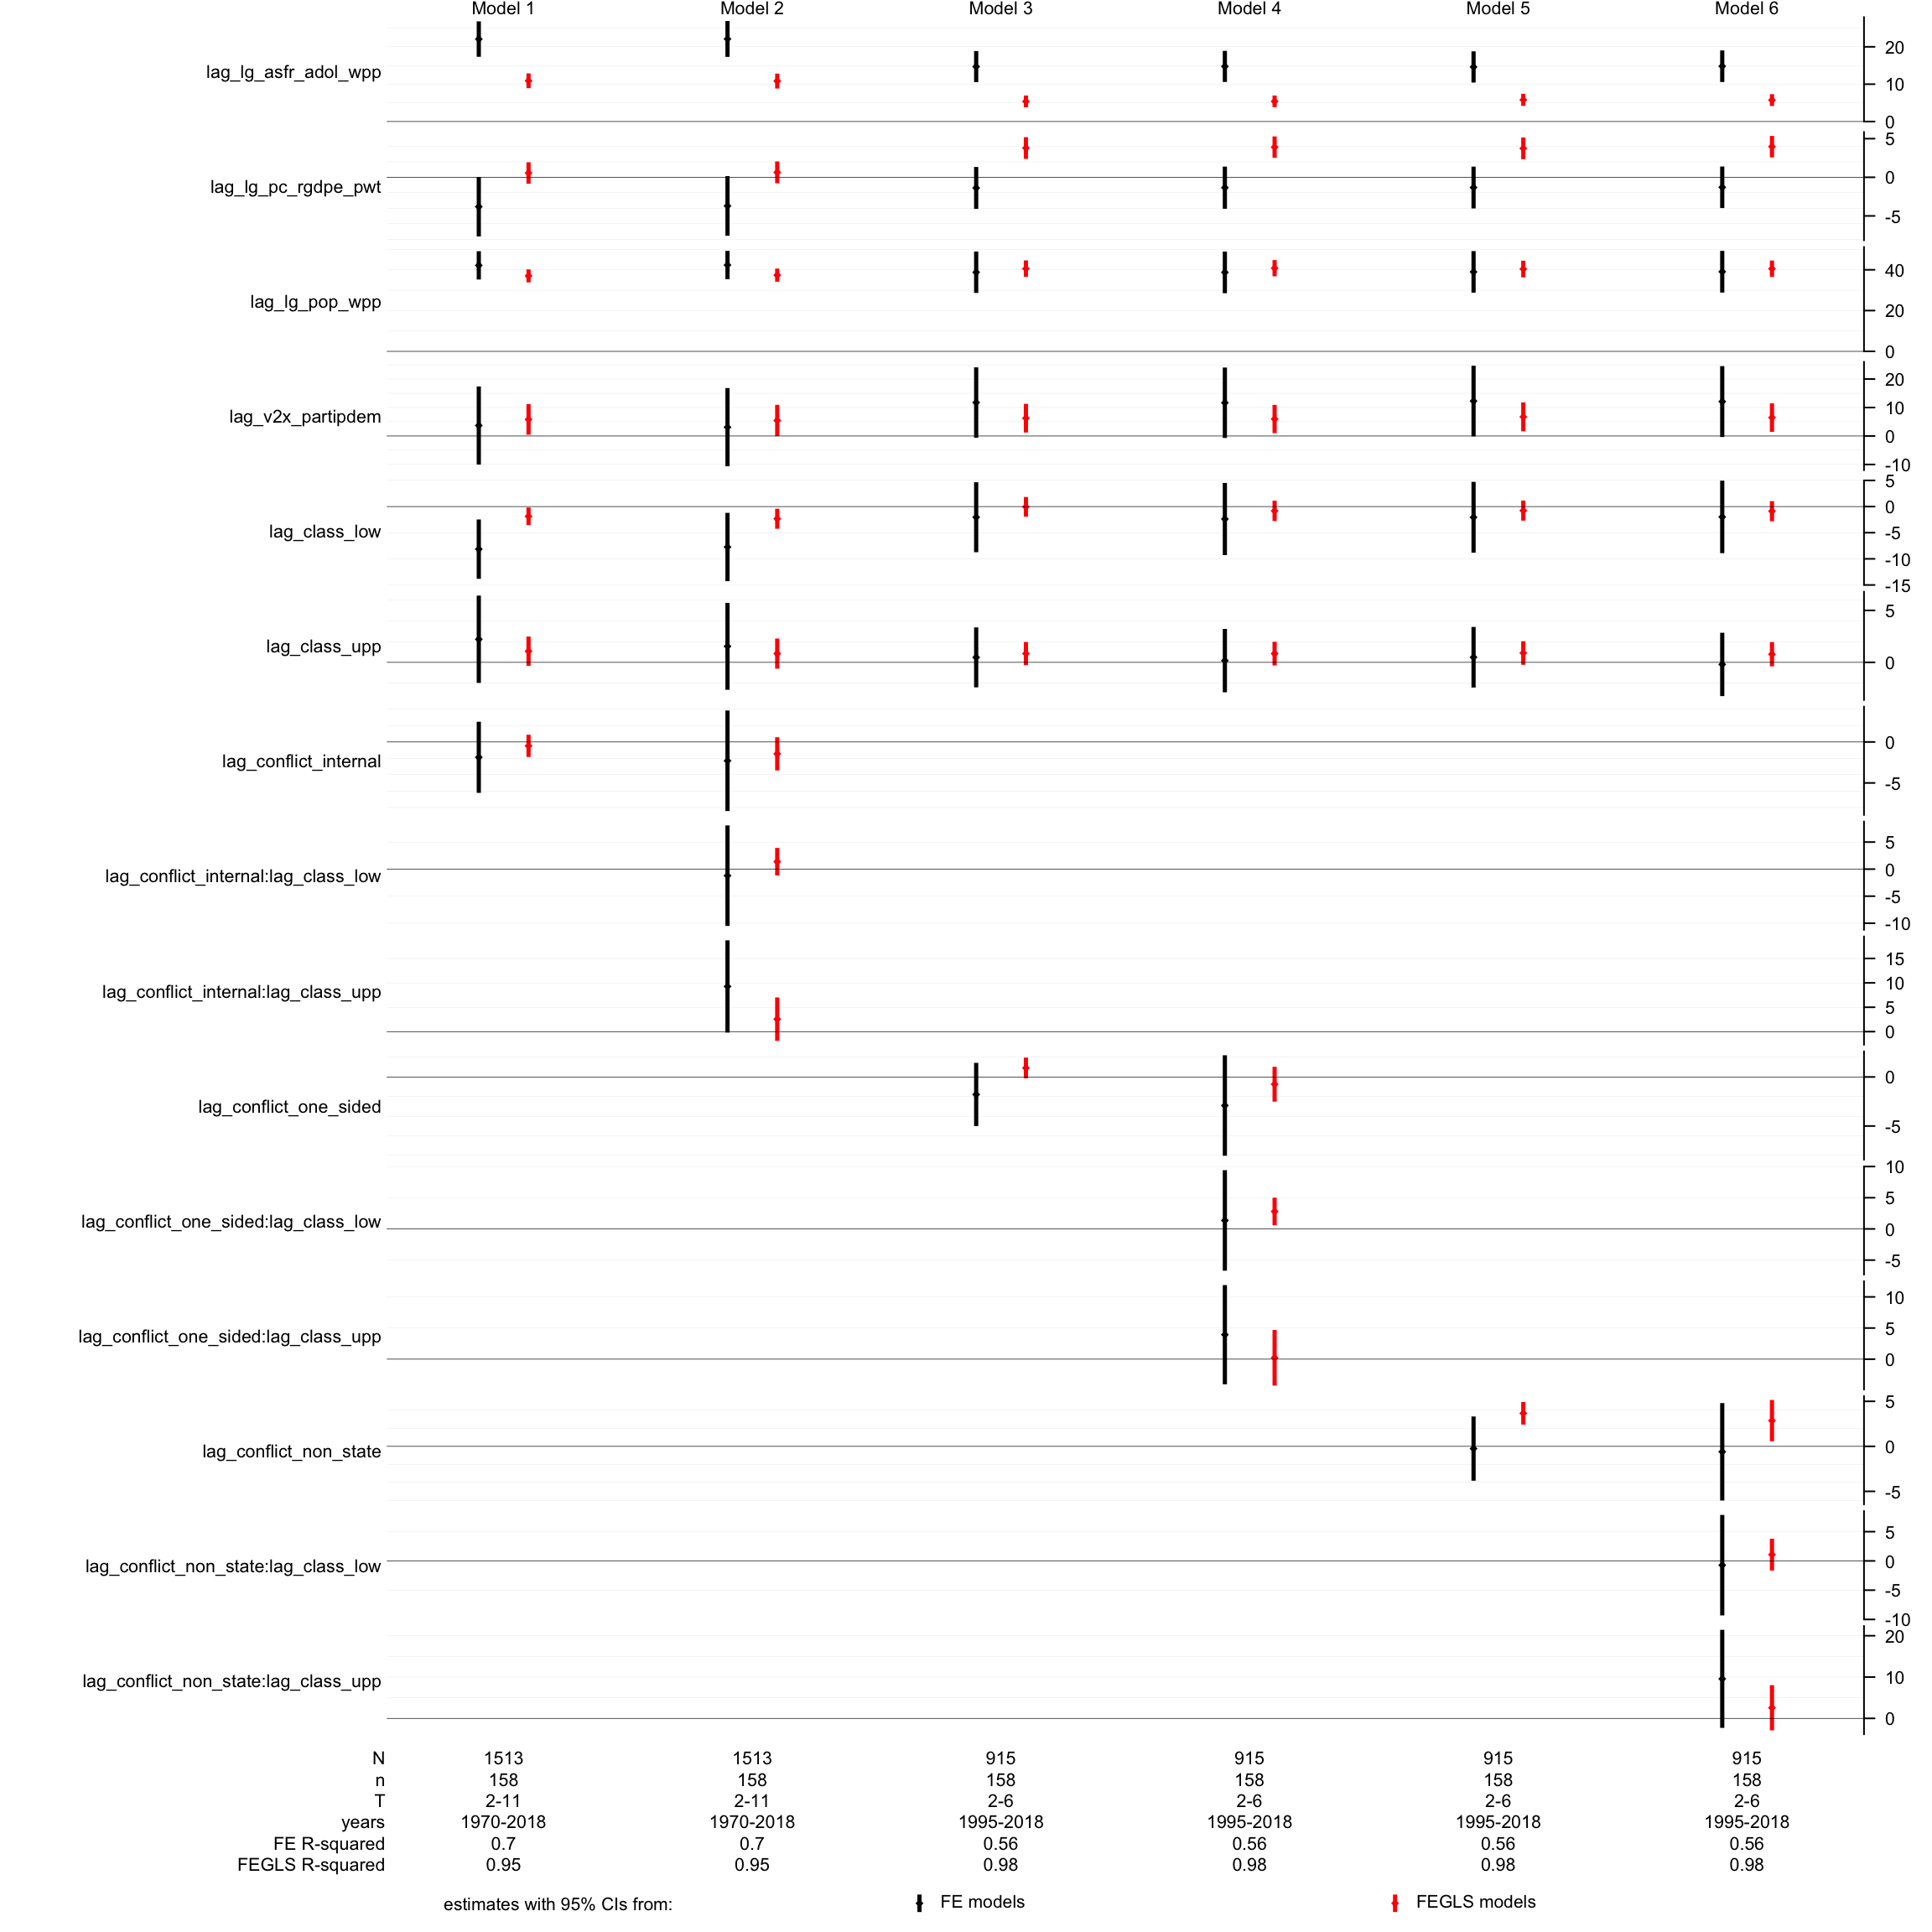 Model 1 Model 2 Model 3 Model 4 Model 5 Model 6
lag_lg_asfr_adol_wpp
20
10
0
lag_lg_pc_rgdpe_pwt
5
0
-5
lag_lg_pop_wpp
40
20
0
lag_v2x_partipdem
20
10
0
-10
lag_class_low
5
0
-5
-10
-15
lag_class_upp
5
0
lag_conflict_internal
0
-5
lag_conflict_internal:lag_class_low
5
0
-5
-10
lag_conflict_internal:lag_class_upp
15
10
5
0
lag_conflict_one_sided
0
-5
lag_conflict_one_sided:lag_class_low
10
5
0
-5
lag_conflict_one_sided:lag_class_upp
10
5
0
lag_conflict_non_state
5
0
-5
lag_conflict_non_state:lag_class_low
5
0
-5
-10
lag_conflict_non_state:lag_class_upp
20
10
0
N 1513 1513 915 915 915 915
n 158 158 158 158 158 158
T 2-11 2-11 2-6 2-6 2-6 2-6
years 1970-2018 1970-2018 1995-2018 1995-2018 1995-2018 1995-2018
FE R-squared 0.7 0.7 0.56 0.56 0.56 0.56
FEGLS R-squared 0.95 0.95 0.98 0.98 0.98 0.98
estimates with 95% CIs from: FE models FEGLS models